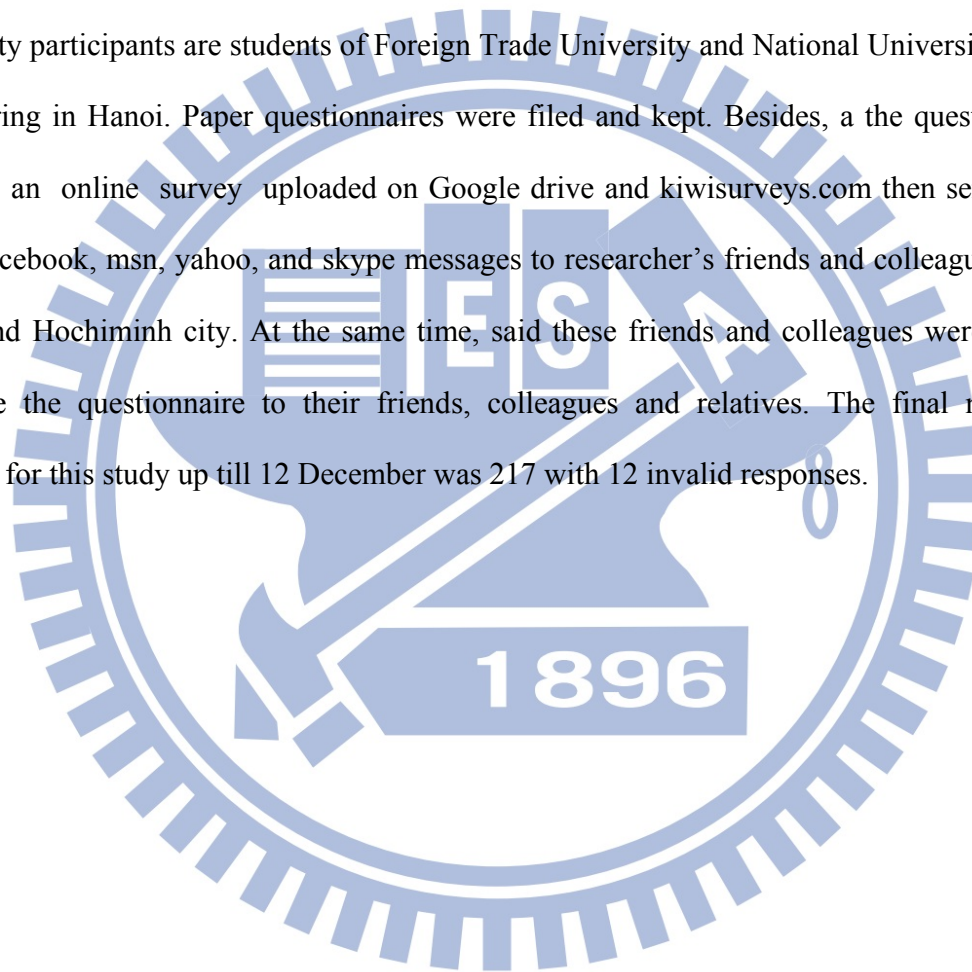 ty participants are students of Foreign Trade University and National Universi
ring in Hanoi. Paper questionnaires were filed and kept. Besides, a the quest
an online survey uploaded on Google drive and kiwisurveys.com then se
cebook, msn, yahoo, and skype messages to researcher's friends and colleagu
nd Hochiminh city. At the same time, said these friends and colleagues wer
e the questionnaire to their friends, colleagues and relatives. The final r
for this study up till 12 December was 217 with 12 invalid responses.
E S A
8
1896